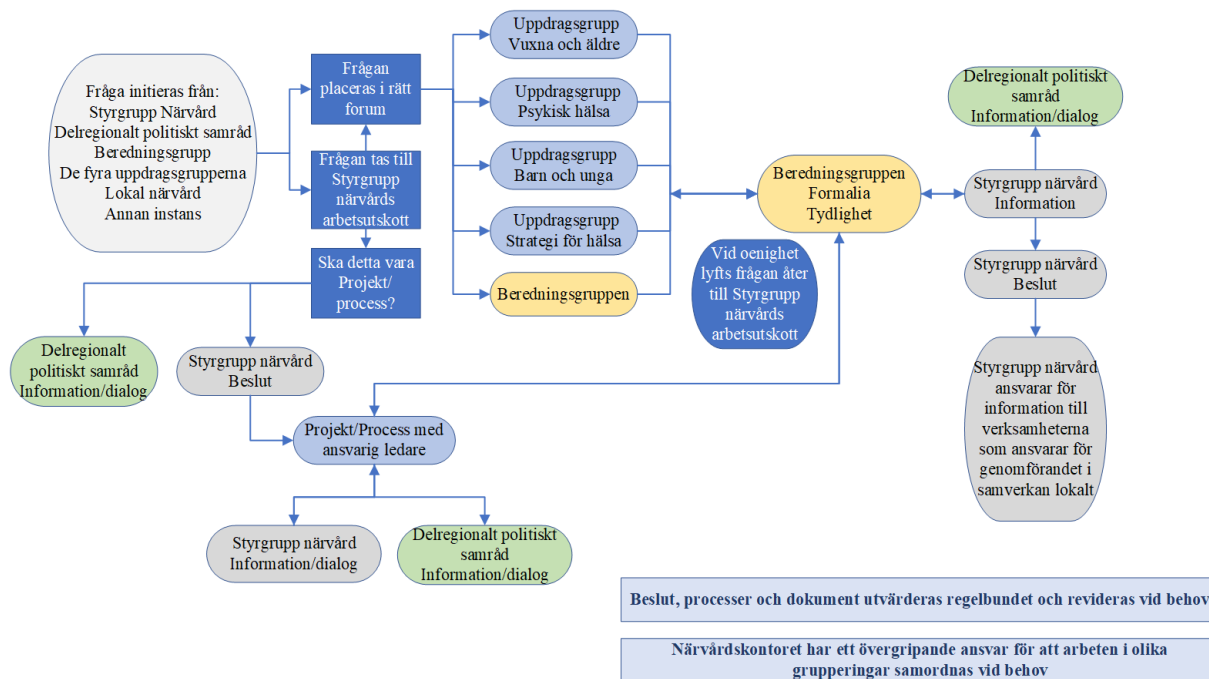 Fråga initieras från:
Styrgrupp Närvård
Delregionalt politiskt samråd
Beredningsgrupp
De fyra uppdragsgrupperna
Lokal närvård
Annan instans
Frågan
placeras i rätt
forum
Frågan tas till
Styrgrupp
närvårds
arbetsutskott
Ska detta vara
Projekt/
process?
Uppdragsgrupp
Vuxna och äldre
Uppdragsgrupp
Psykisk hälsa
Uppdragsgrupp
Barn och unga
Uppdragsgrupp
Strategi för hälsa
Beredningsgruppen
Beredningsgruppen
Formalia
Tydlighet
Vid oenighet
lyfts frågan åter
till Styrgrupp
närvårds
arbetsutskott
Delregionalt politiskt
samråd
Information/dialog
Styrgrupp närvård
Information
Styrgrupp närvård
Beslut
Styrgrupp närvård
ansvarar för
information till
verksamheterna
som ansvarar för
genomförandet i
samverkan lokalt
Delregionalt
politiskt samråd
Information/dialog
Styrgrupp närvård
Beslut
Projekt/Process med
ansvarig ledare
Styrgrupp närvård
Information/dialog
Delregionalt politiskt
samråd
Information/dialog
Beslut, processer och dokument utvärderas regelbundet och revideras vid behov
Närvårdskontoret har ett övergripande ansvar för att arbeten i olika
grupperingar samordnas vid behov